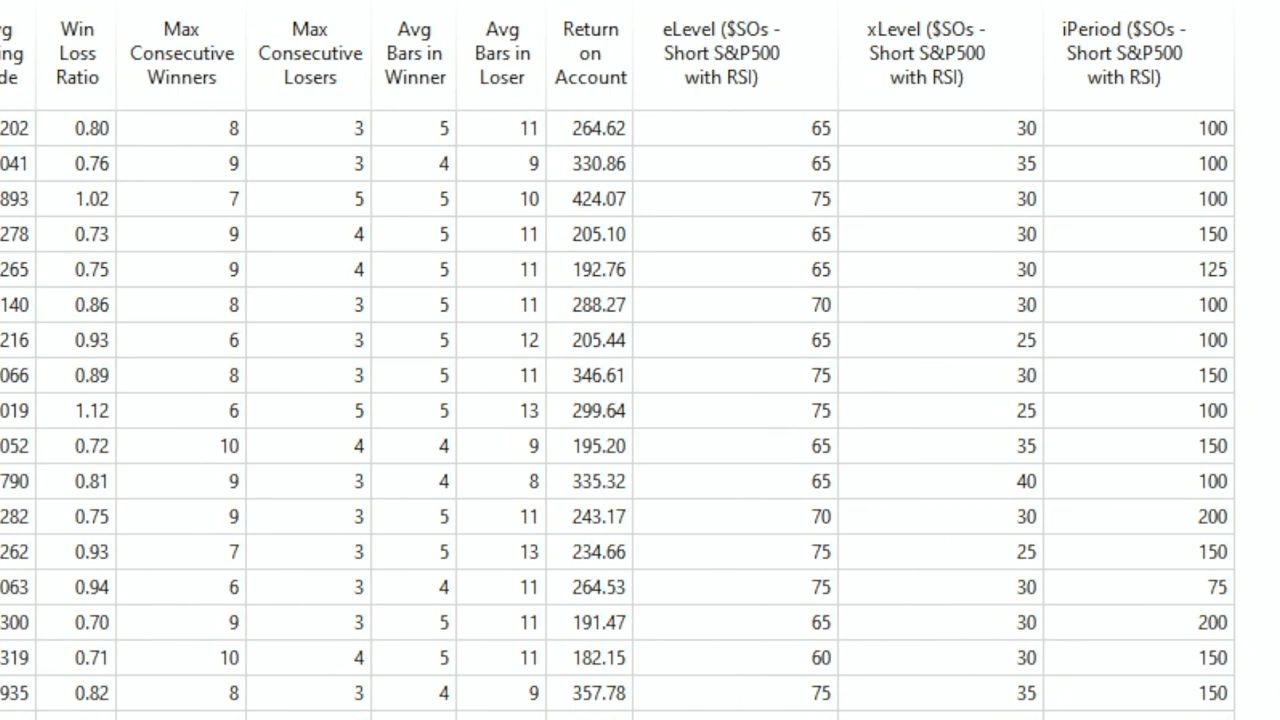 Win Max Max Avg Avg Return eLevel ($SOs - xLevel ($SOs - iPeriod ($SOs -
Loss Consecutive Consecutive Bars in Bars in on Short S&P500 Short S&P500 Short S&P500
Ratio Winners Losers Winner Loser Account with RSI) with RSI) with RSI)
202 0.80 8 3 5 11 264.62 65 30 100
041 0.76 9 3 4 9 330.86 65 35 100
893 1.02 7 5 5 10 424.07 75 30 100
278 0.73 9 4 5 11 205.10 65 30 150
265 0.75 9 4 5 11 192.76 65 30 125
140 0.86 8 3 5 11 288.27 70 30 100
216 0.93 6 3 5 12 205.44 65 25 100
066 0.89 8 3 5 11 346.61 75 30 150
019 1.12 6 5 5 13 299.64 75 25 100
052 0.72 10 4 4 9 195.20 65 35 150
790 0.81 9 3 4 8 335.32 65 40 100
282 0.75 9 3 5 11 243.17 70 30 200
262 0.93 7 3 5 13 234.66 75 25 150
063 0.94 6 3 4 11 264.53 75 30 75
300 0.70 9 3 5 11 191.47 65 30 200
319 0.71 10 4 5 11 182.15 60 30 150
935 0.82 8 3 4 9 357.78 75 35 150